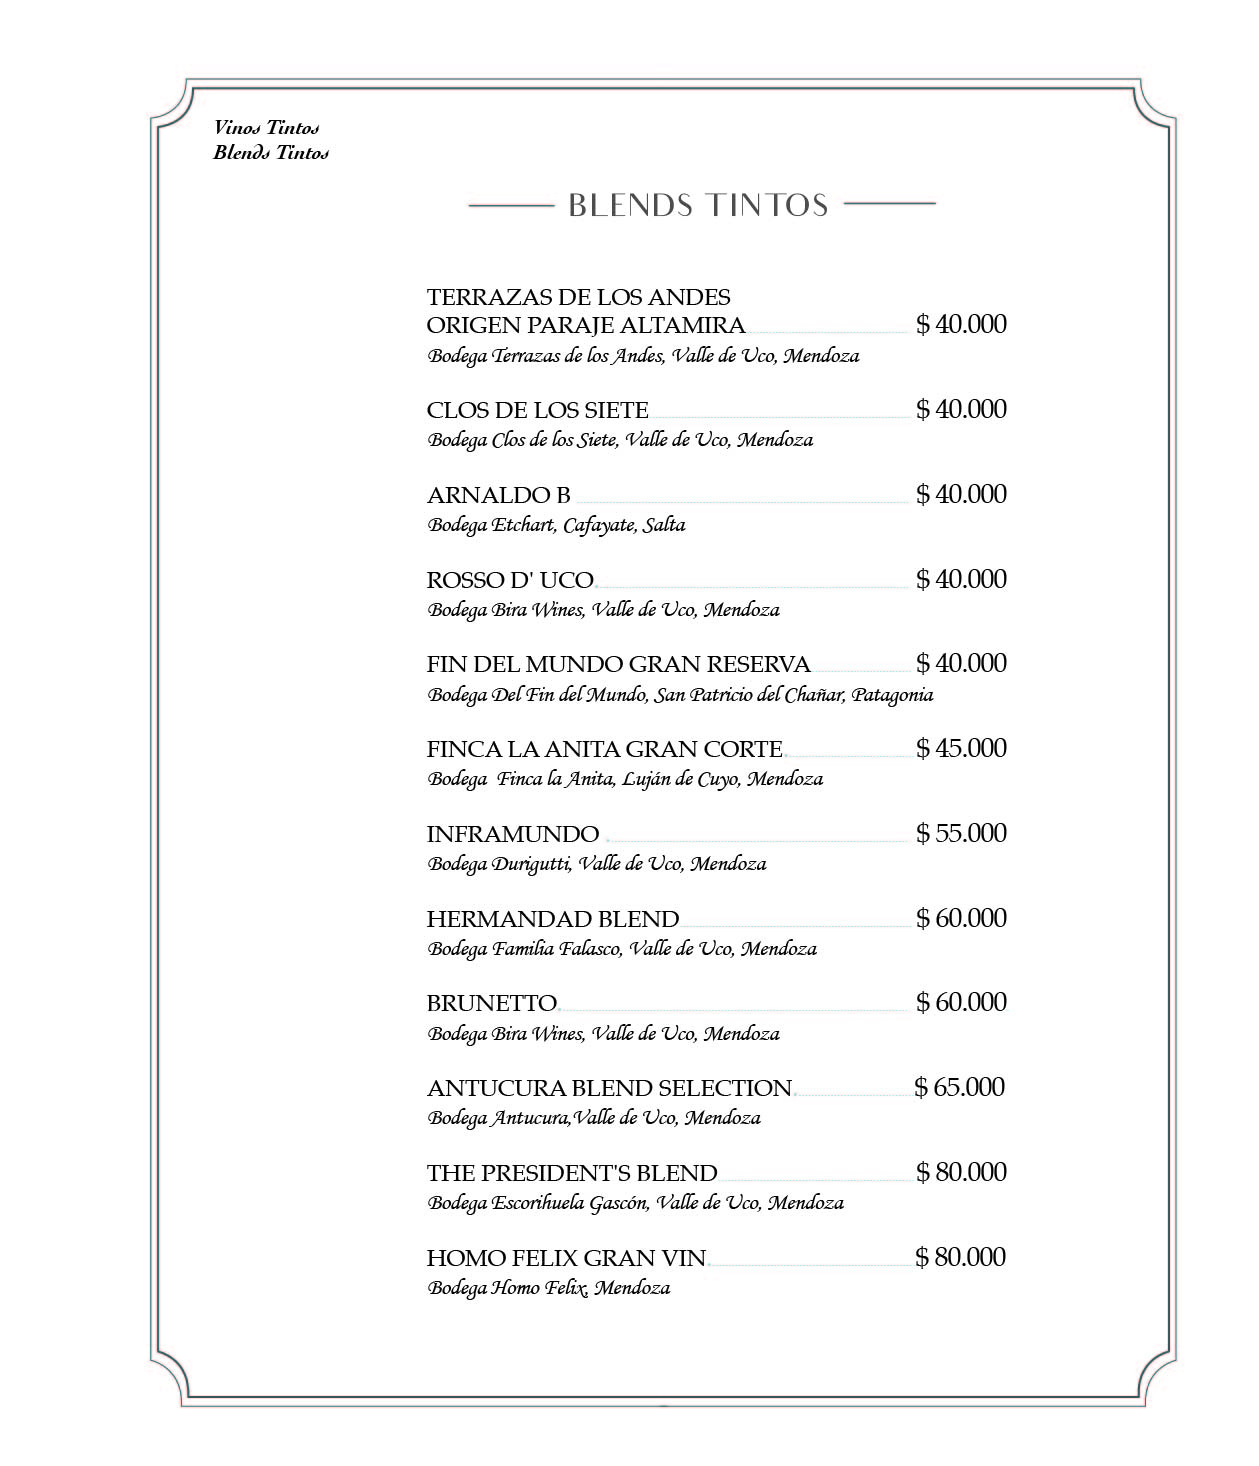 Vinos Tintos
Blends Tintos
BLENDS TINTOS
TERRAZAS DE LOS ANDES
ORIGEN PARAJE ALTAMIRA $ 40.000
Bodega Terrazas de los Andes, Valle de Uco, Mendoza
CLOS DE LOS SIETE $ 40.000
Bodega Clos de los Siete, Valle de Uco, Mendoza
ARNALDO B $ 40.000
Bodega Etchart, Cafayate, Salta
ROSSO D' UCO $ 40.000
Bodega Bira Wines, Valle de Uco, Mendoza
FIN DEL MUNDO GRAN RESERVA $ 40.000
Bodega Del Fin del Mundo, San Patricio del Chañar, Patagonia
FINCA LA ANITA GRAN CORTE $ 45.000
Bodega  Finca la Anita, Luján de Cuyo, Mendoza
INFRAMUNDO $ 55.000
Bodega Durigutti, Valle de Uco, Mendoza
HERMANDAD BLEND $ 60.000
Bodega Familia Falasco, Valle de Uco, Mendoza
BRUNETTO $ 60.000
Bodega Bira Wines, Valle de Uco, Mendoza
ANTUCURA BLEND SELECTION $ 65.000
Bodega Antucura,Valle de Uco, Mendoza
THE PRESIDENT'S BLEND $ 80.000
Bodega Escorihuela Gascón, Valle de Uco, Mendoza
HOMO FELIX GRAN VIN $ 80.000
Bodega Homo Felix, Mendoza